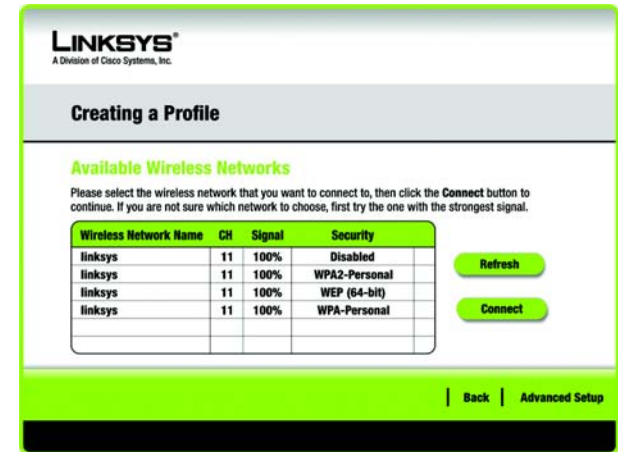 LINKSYS®
A Division of Cisco Systems, Inc.
Creating a Profile
Available Wireless Networks
Please select the wireless network that you want to connect to, then click the Connect button to
continue. If you are not sure which network to choose, first try the one with the strongest signal.
Wireless Network Name CH Signal Security
linksys 11 100% Disabled
linksys 11 100% WPA2-Personal
linksys 11 100% WEP (64-bit)
linksys 11 100% WPA-Personal
Refresh
Connect
Back Advanced Setup